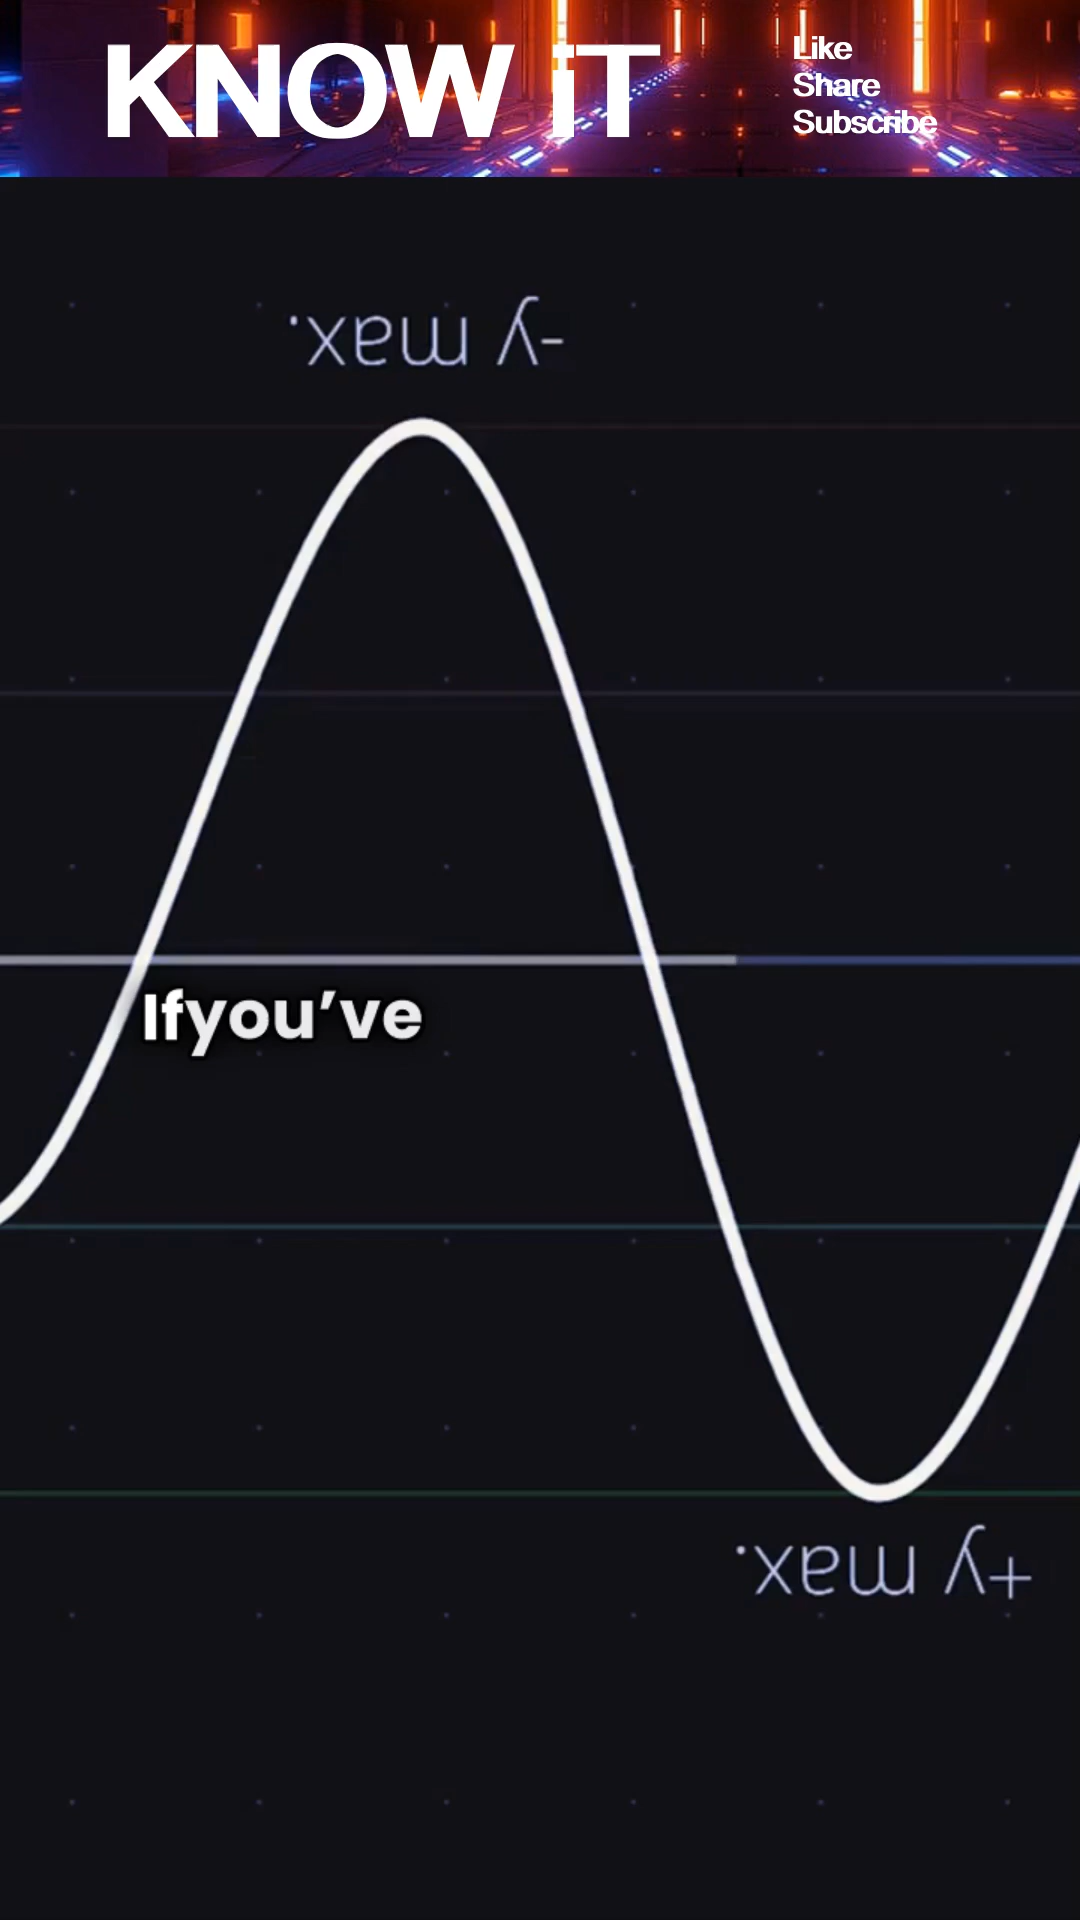 KNOW iT
Like
Share
Subscribe
-y max.
Ifyou’ve
+y max.